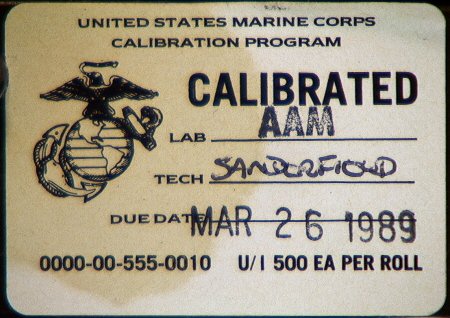 UNITED STATES MARINE CORPS
CALIBRATION PROGRAM
CALIBRATED
LAB AAM
TECH SANDERFIOLD
DUE DATE MAR 26 1989
0000-00-555-0010 U/I 500 EA PER ROLL